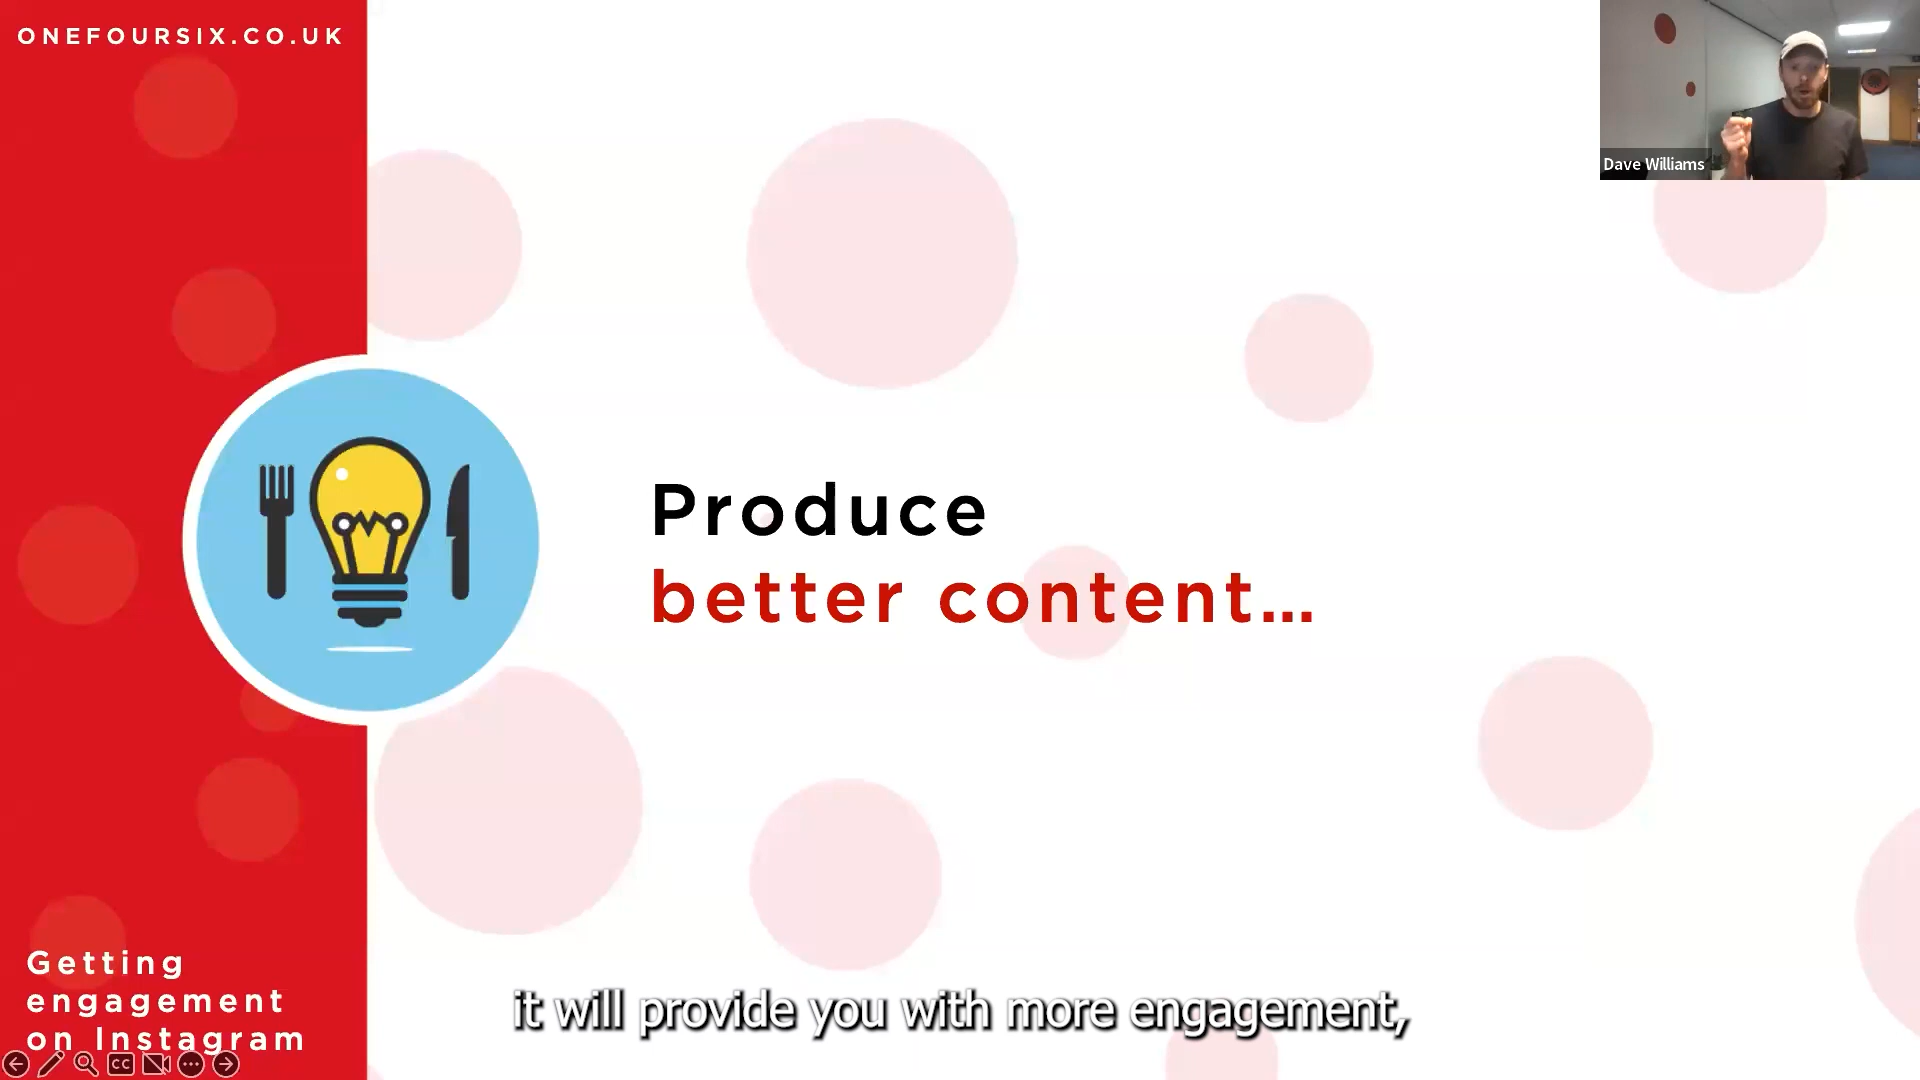 ONEFOURSIX.CO.UK
Dave Williams
Produce
better content...
Getting
engagement
on Instagram
it will provide you with more engagement,
CC